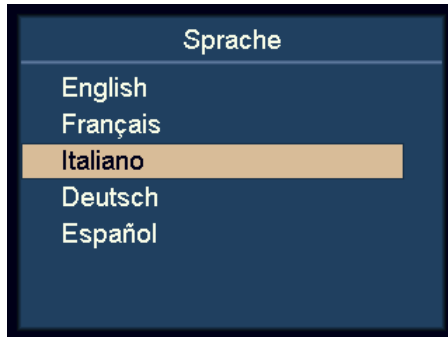 Sprache
English
Français
Italiano
Deutsch
Español